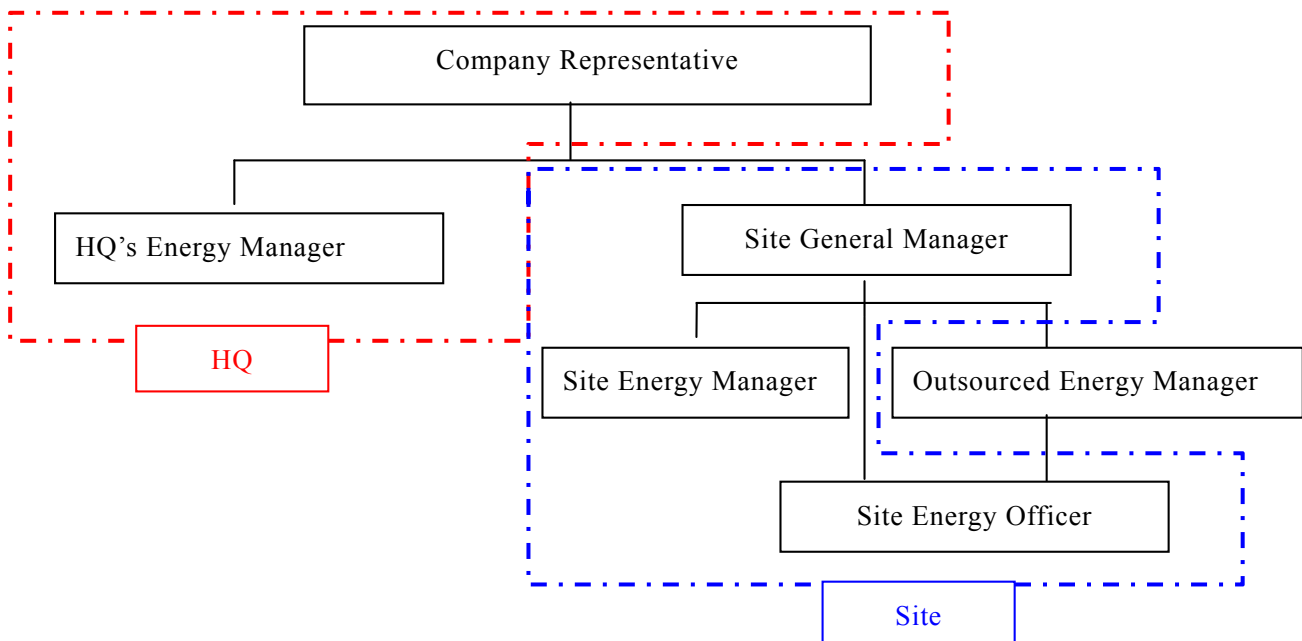 Company Representative
HQ’s Energy Manager
Site General Manager
HQ
Site Energy Manager
Outsourced Energy Manager
Site Energy Officer
Site